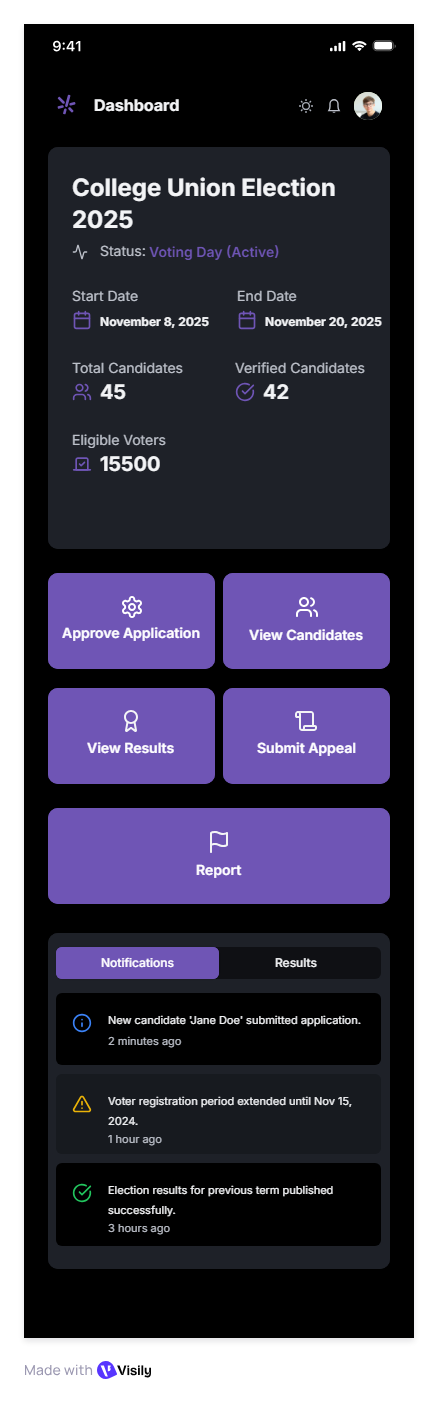 9:41
Dashboard
College Union Election
2025
Status: Voting Day (Active)
Start Date
End Date
November 8, 2025
November 20, 2025
Total Candidates
Verified Candidates
45
42
Eligible Voters
15500
Approve Application
View Candidates
View Results
Submit Appeal
Report
Notifications
Results
New candidate 'Jane Doe' submitted application.
2 minutes ago
Voter registration period extended until Nov 15,
2024.
1 hour ago
Election results for previous term published
successfully.
3 hours ago
Made with Visily